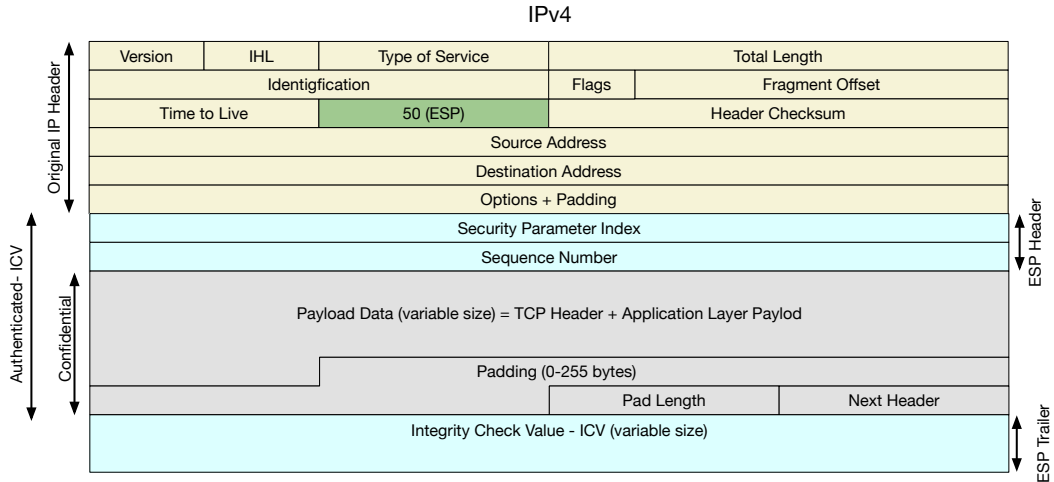 IPv4
Version IHL Type of Service Total Length
Identigfication Flags Fragment Offset
Time to Live 50 (ESP) Header Checksum
Source Address
Destination Address
Options + Padding
Original IP Header
Security Parameter Index
Sequence Number
ESP Header
Payload Data (variable size) = TCP Header + Application Layer Paylod
Padding (0-255 bytes)
Pad Length Next Header
Authenticated- ICV
Confidential
Integrity Check Value - ICV (variable size)
ESP Trailer